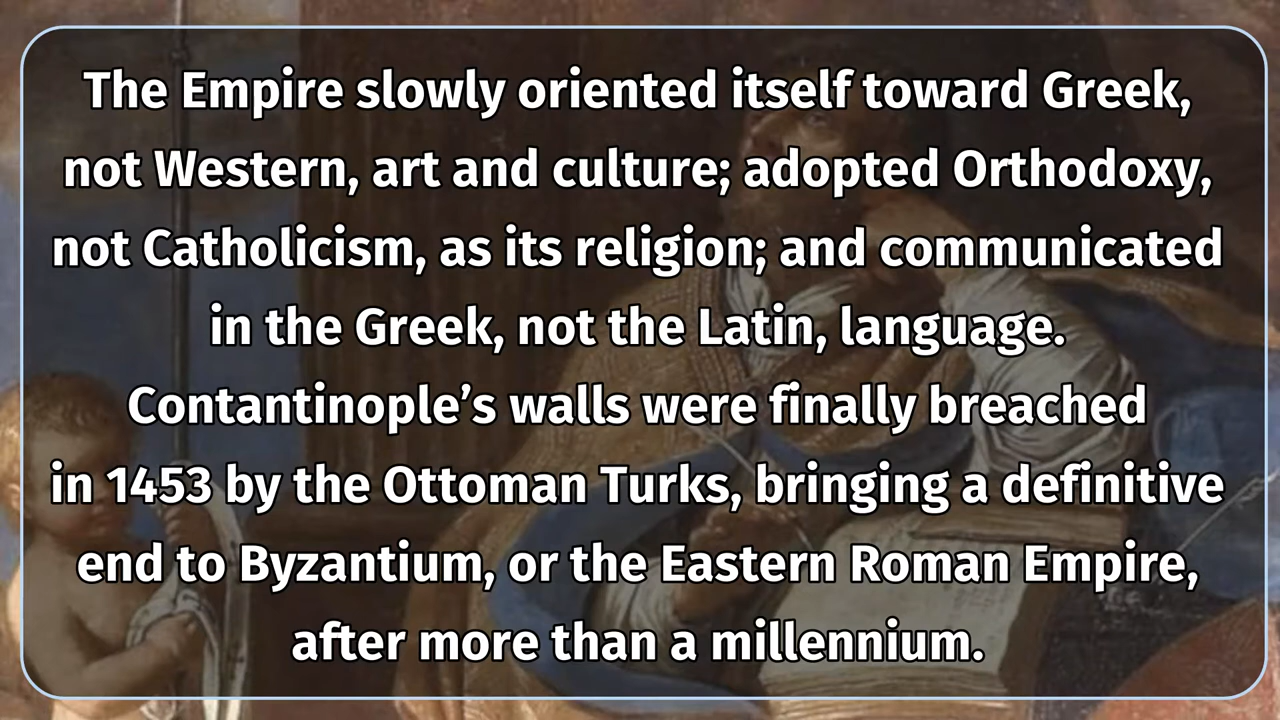 The Empire slowly oriented itself toward Greek,
not Western, art and culture; adopted Orthodoxy,
not Catholicism, as its religion; and communicated
in the Greek, not the Latin, language.
Contantinople’s walls were finally breached
in 1453 by the Ottoman Turks, bringing a definitive
end to Byzantium, or the Eastern Roman Empire,
after more than a millennium.